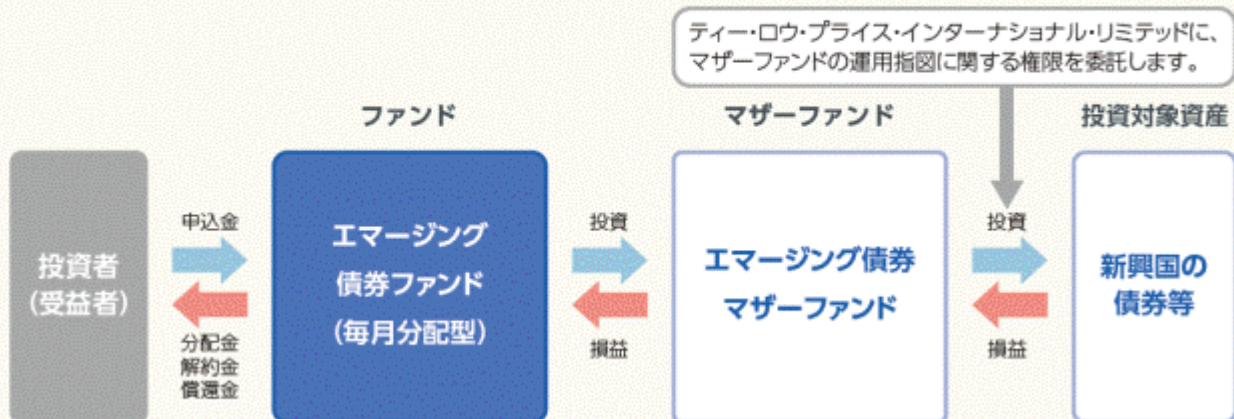 ティー・ロウ・プライス・インターナショナル・リミテッドに、
マザーファンドの運用指図に関する権限を委託します。
ファンド
マザーファンド
投資対象資産
投資者
(受益者)
申込金
分配金
解約金
償還金
エマージング
債券ファンド
(毎月分配型)
投資
損益
エマージング債券
マザーファンド
投資
損益
新興国の
債券等